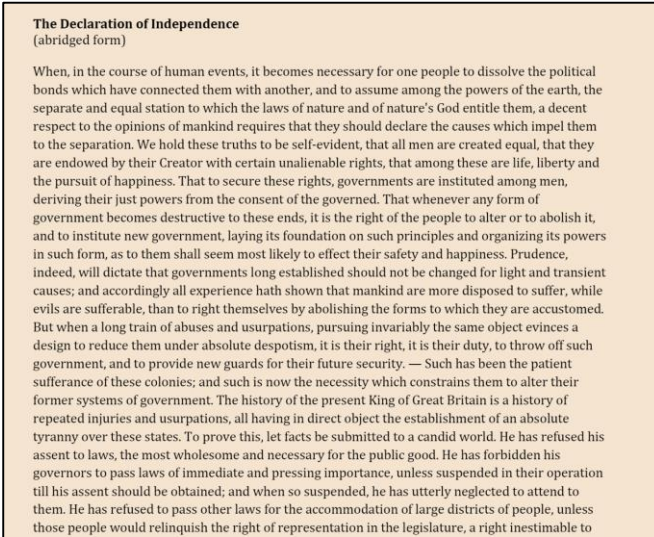 The Declaration of Independence
(abridged form)
When, in the course of human events, it becomes necessary for one people to dissolve the political
bonds which have connected them with another, and to assume among the powers of the earth, the
separate and equal station to which the laws of nature and of nature's God entitle them, a decent
respect to the opinions of mankind requires that they should declare the causes which impel them
to the separation. We hold these truths to be self-evident, that all men are created equal, that they
are endowed by their Creator with certain unalienable rights, that among these are life, liberty and
the pursuit of happiness. That to secure these rights, governments are instituted among men,
deriving their just powers from the consent of the governed. That whenever any form of
government becomes destructive to these ends, it is the right of the people to alter or to abolish it,
and to institute new government, laying its foundation on such principles and organizing its powers
in such form, as to them shall seem most likely to effect their safety and happiness. Prudence,
indeed, will dictate that governments long established should not be changed for light and transient
causes; and accordingly all experience hath shown that mankind are more disposed to suffer, while
evils are sufferable, than to right themselves by abolishing the forms to which they are accustomed.
But when a long train of abuses and usurpations, pursuing invariably the same object evinces a
design to reduce them under absolute despotism, it is their right, it is their duty, to throw off such
government, and to provide new guards for their future security. — Such has been the patient
sufferance of these colonies; and such is now the necessity which constrains them to alter their
former systems of government. The history of the present King of Great Britain is a history of
repeated injuries and usurpations, all having in direct object the establishment of an absolute
tyranny over these states. To prove this, let facts be submitted to a candid world. He has refused his
assent to laws, the most wholesome and necessary for the public good. He has forbidden his
governors to pass laws of immediate and pressing importance, unless suspended in their operation
till his assent should be obtained; and when so suspended, he has utterly neglected to attend to
them. He has refused to pass other laws for the accommodation of large districts of people, unless
those people would relinquish the right of representation in the legislature, a right inestimable to